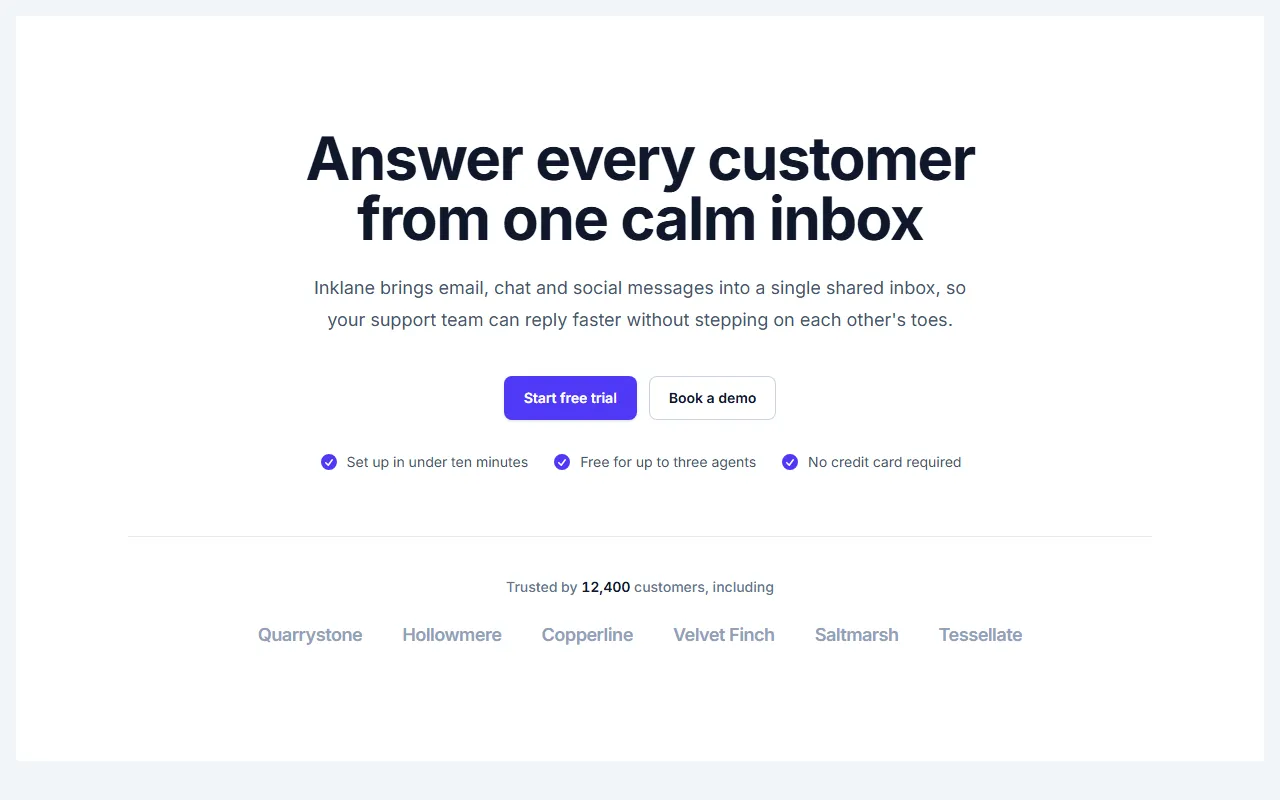 Answer every customer
from one calm inbox
Inklane brings email, chat and social messages into a single shared inbox, so
your support team can reply faster without stepping on each other's toes.
Start free trial
Book a demo
Set up in under ten minutes
Free for up to three agents
No credit card required
Trusted by 12,400 customers, including
Quarrystone
Hollowmere
Copperline
Velvet Finch
Saltmarsh
Tessellate